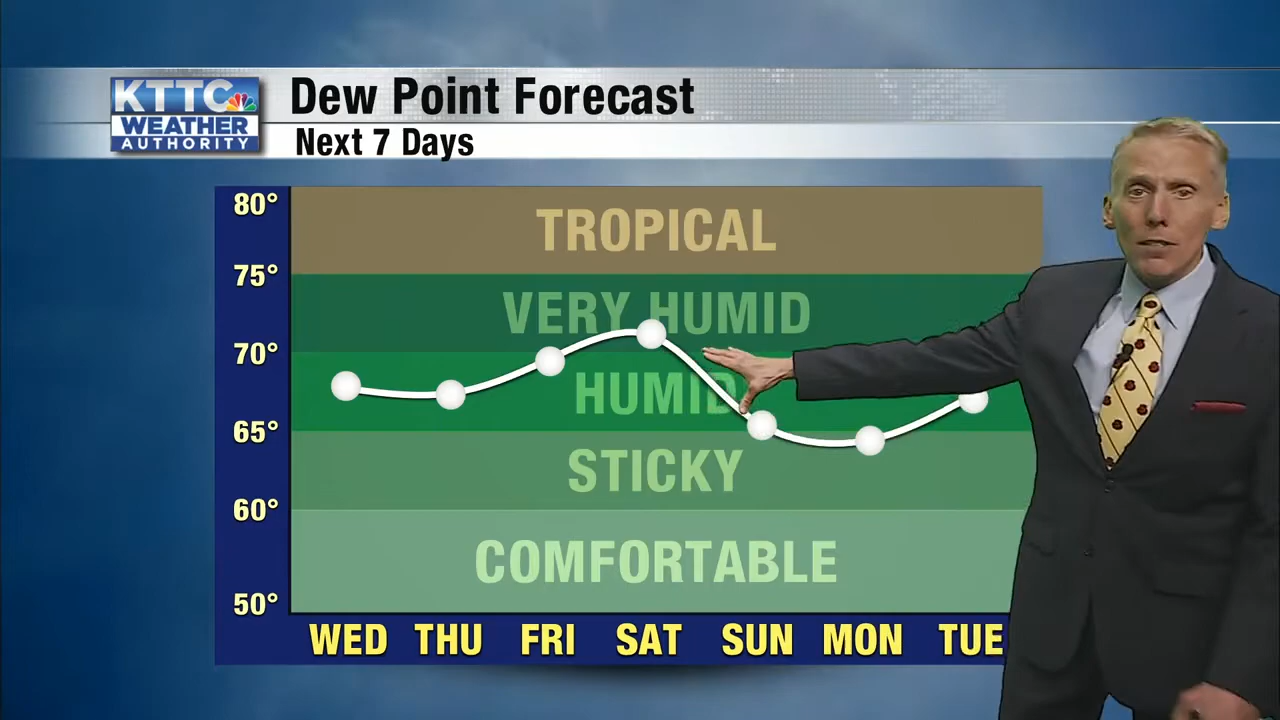 KTTC
WEATHER
AUTHORITY
Dew Point Forecast
Next 7 Days
80°
TROPICAL
75°
VERY HUMID
70°
HUMID
65°
STICKY
60°
COMFORTABLE
50°
WED THU FRI SAT SUN MON TUE